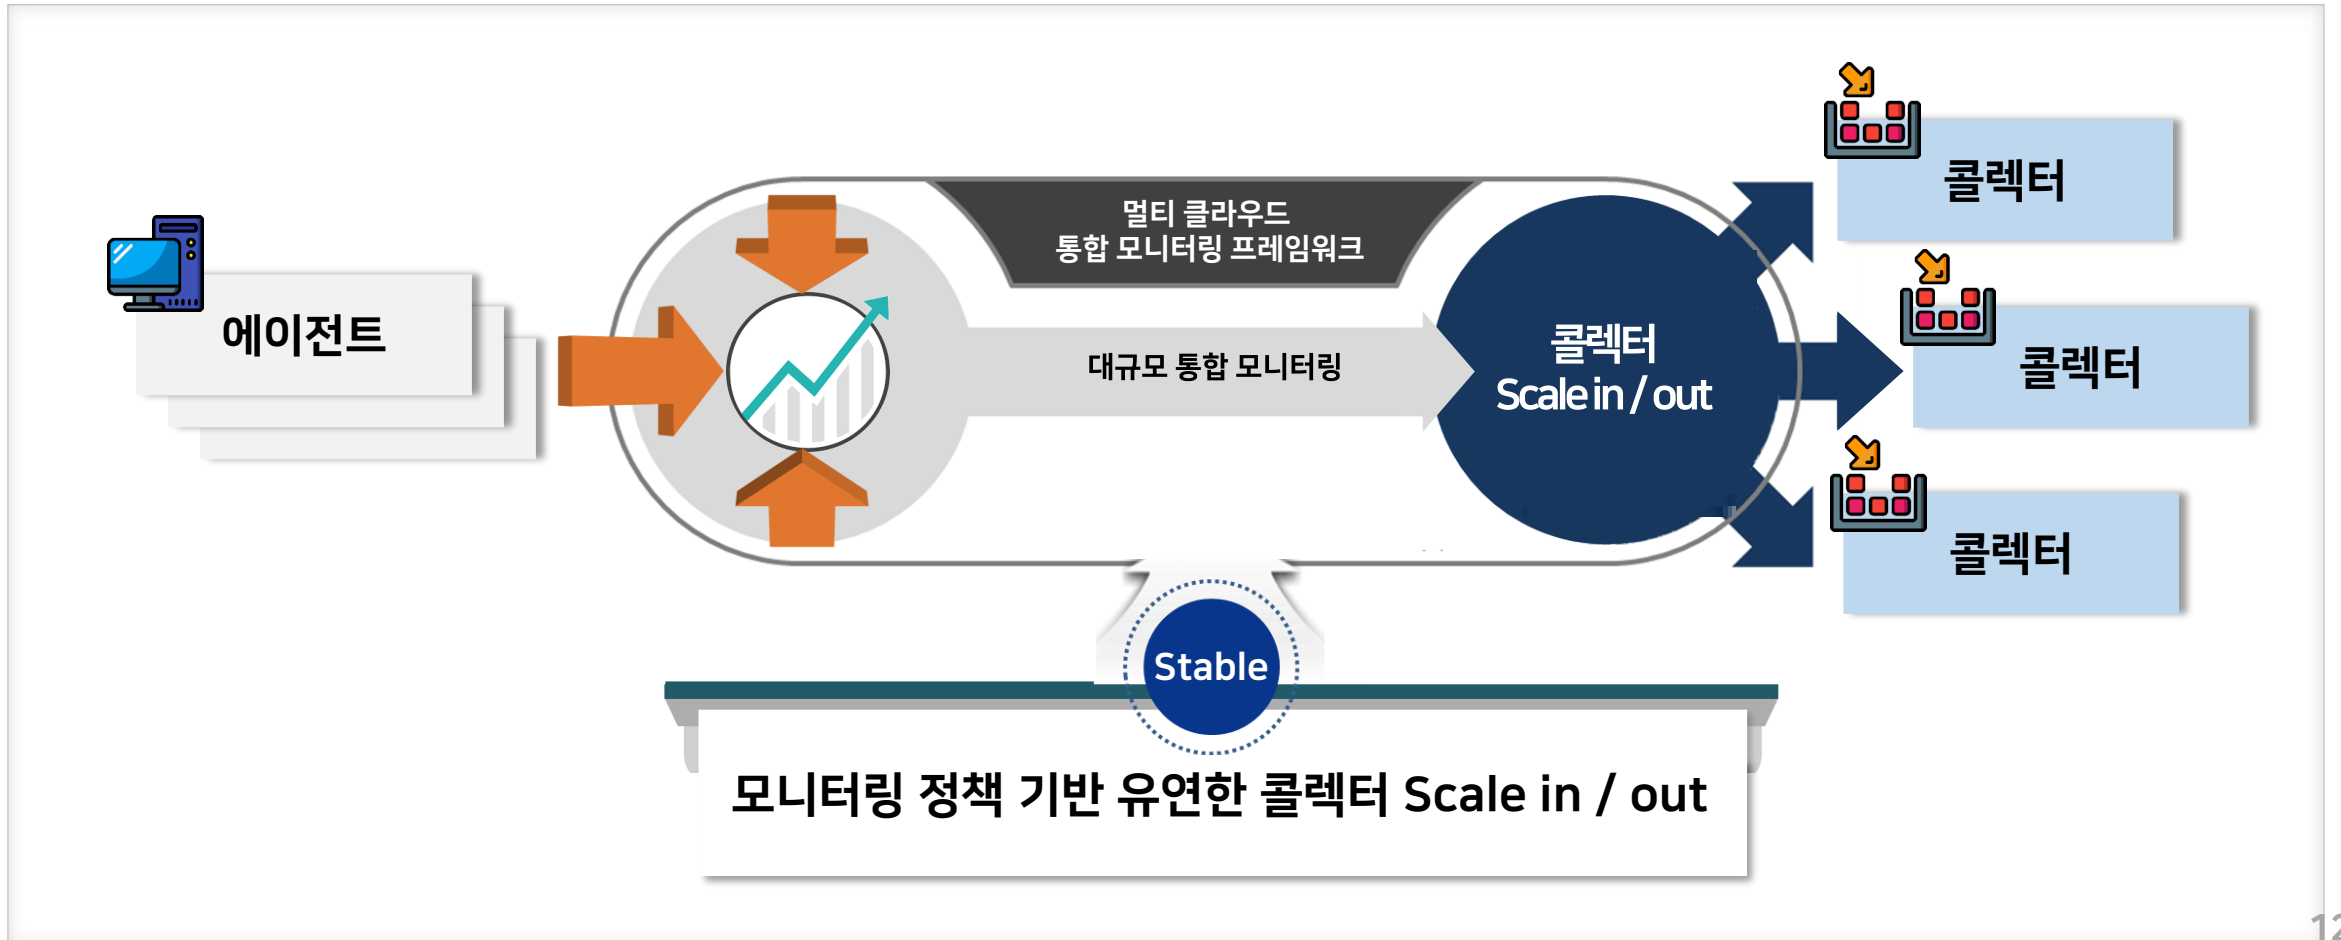 멀티 클라우드
통합 모니터링 프레임워크
에이전트
대규모 통합 모니터링
콜렉터
Scale in / out
콜렉터
콜렉터
콜렉터
Stable
모니터링 정책 기반 유연한 콜렉터 Scale in / out